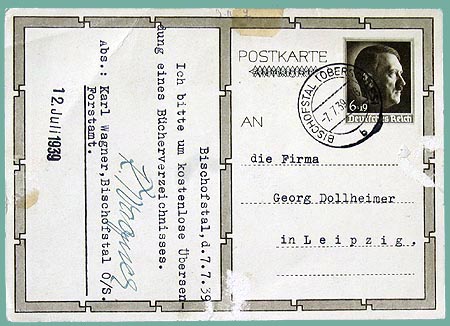 Bischofstal, d.7.7.39
Ich bitte um kostenlose Übersen-
dung eines Bücherverzeichnisses.
K. Wagner
Abs.: Karl Wagner, Bischofstal O/S.
Forstamt.
12. Juli 1939
POSTKARTE
6+19
Deutsches Reich
BISCHOFSTAL
-7.7.39
b
AN
die Firma
Georg Dollheimer
in Leipzig.